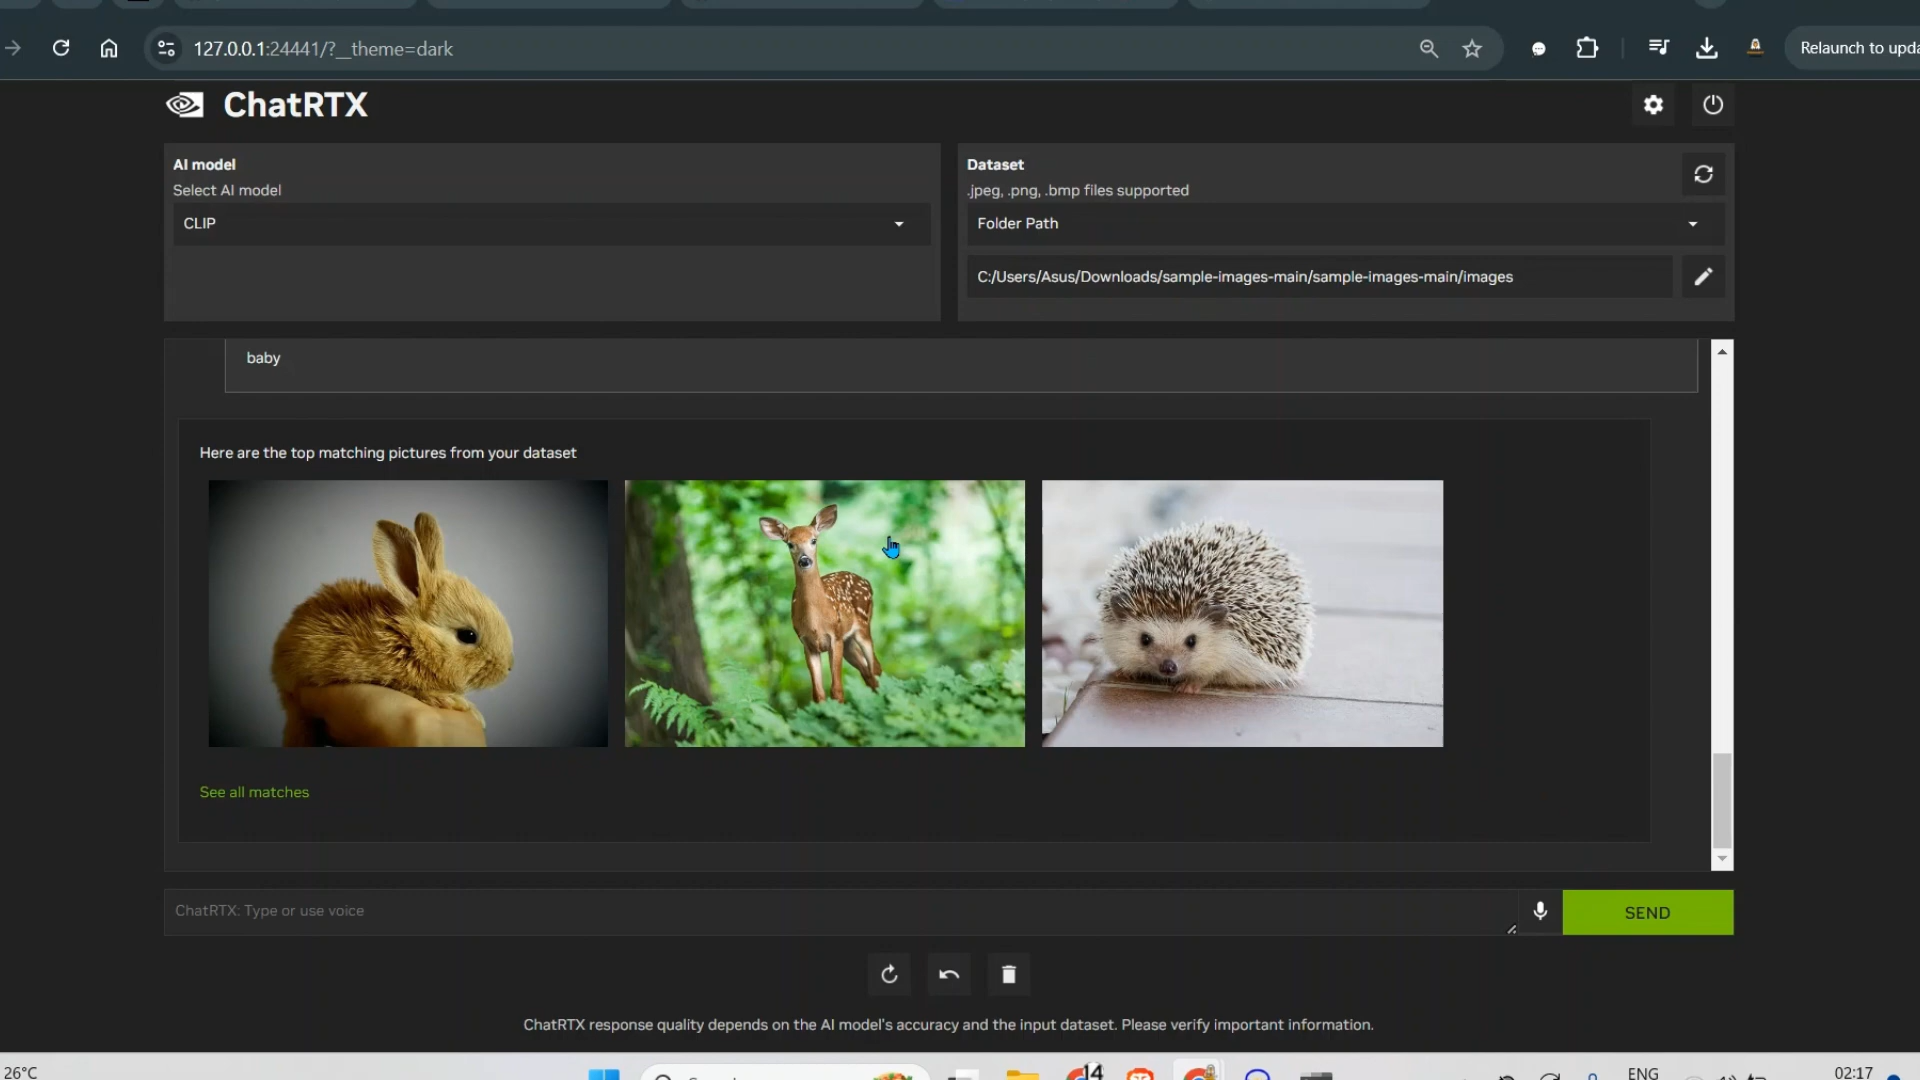 127.0.0.1:24441/?__theme=dark
Relaunch to upda
ChatRTX
AI model
Select AI model
CLIP
Dataset
.jpeg, .png, .bmp files supported
Folder Path
C:/Users/Asus/Downloads/sample-images-main/sample-images-main/images
baby
Here are the top matching pictures from your dataset
See all matches
ChatRTX: Type or use voice
SEND
ChatRTX response quality depends on the AI model's accuracy and the input dataset. Please verify important information.
26°C
14
ENG
02:17